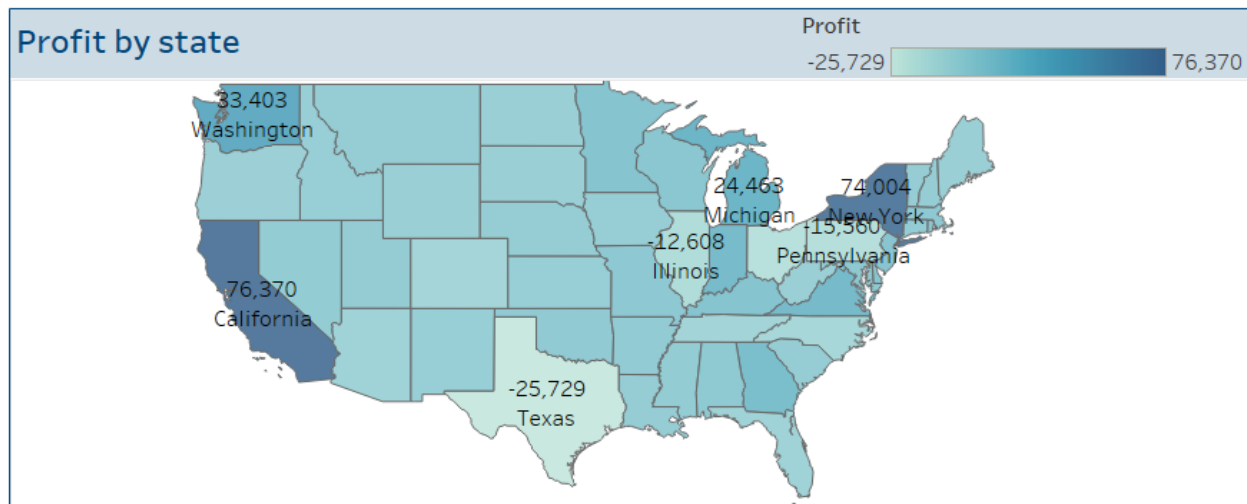 Profit by state
Profit
-25,729
76,370
33,403
Washington
24,463
Michigan
74,004
New York
-15,560
Pennsylvania
-12,608
Illinois
76,370
California
-25,729
Texas